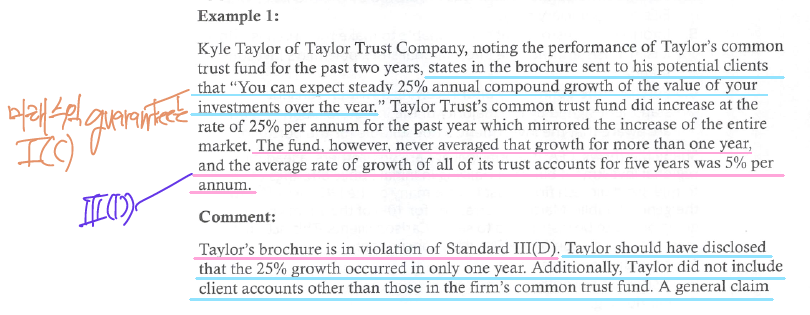 Example 1:
Kyle Taylor of Taylor Trust Company, noting the performance of Taylor's common
trust fund for the past two years, states in the brochure sent to his potential clients
that "You can expect steady 25% annual compound growth of the value of your
investments over the year." Taylor Trust's common trust fund did increase at the
rate of 25% per annum for the past year which mirrored the increase of the entire
market. The fund, however, never averaged that growth for more than one year,
and the average rate of growth of all of its trust accounts for five years was 5% per
annum.
미래수익 guarantee
I(C)
III(D)
Comment:
Taylor's brochure is in violation of Standard III(D). Taylor should have disclosed
that the 25% growth occurred in only one year. Additionally, Taylor did not include
client accounts other than those in the firm's common trust fund. A general claim